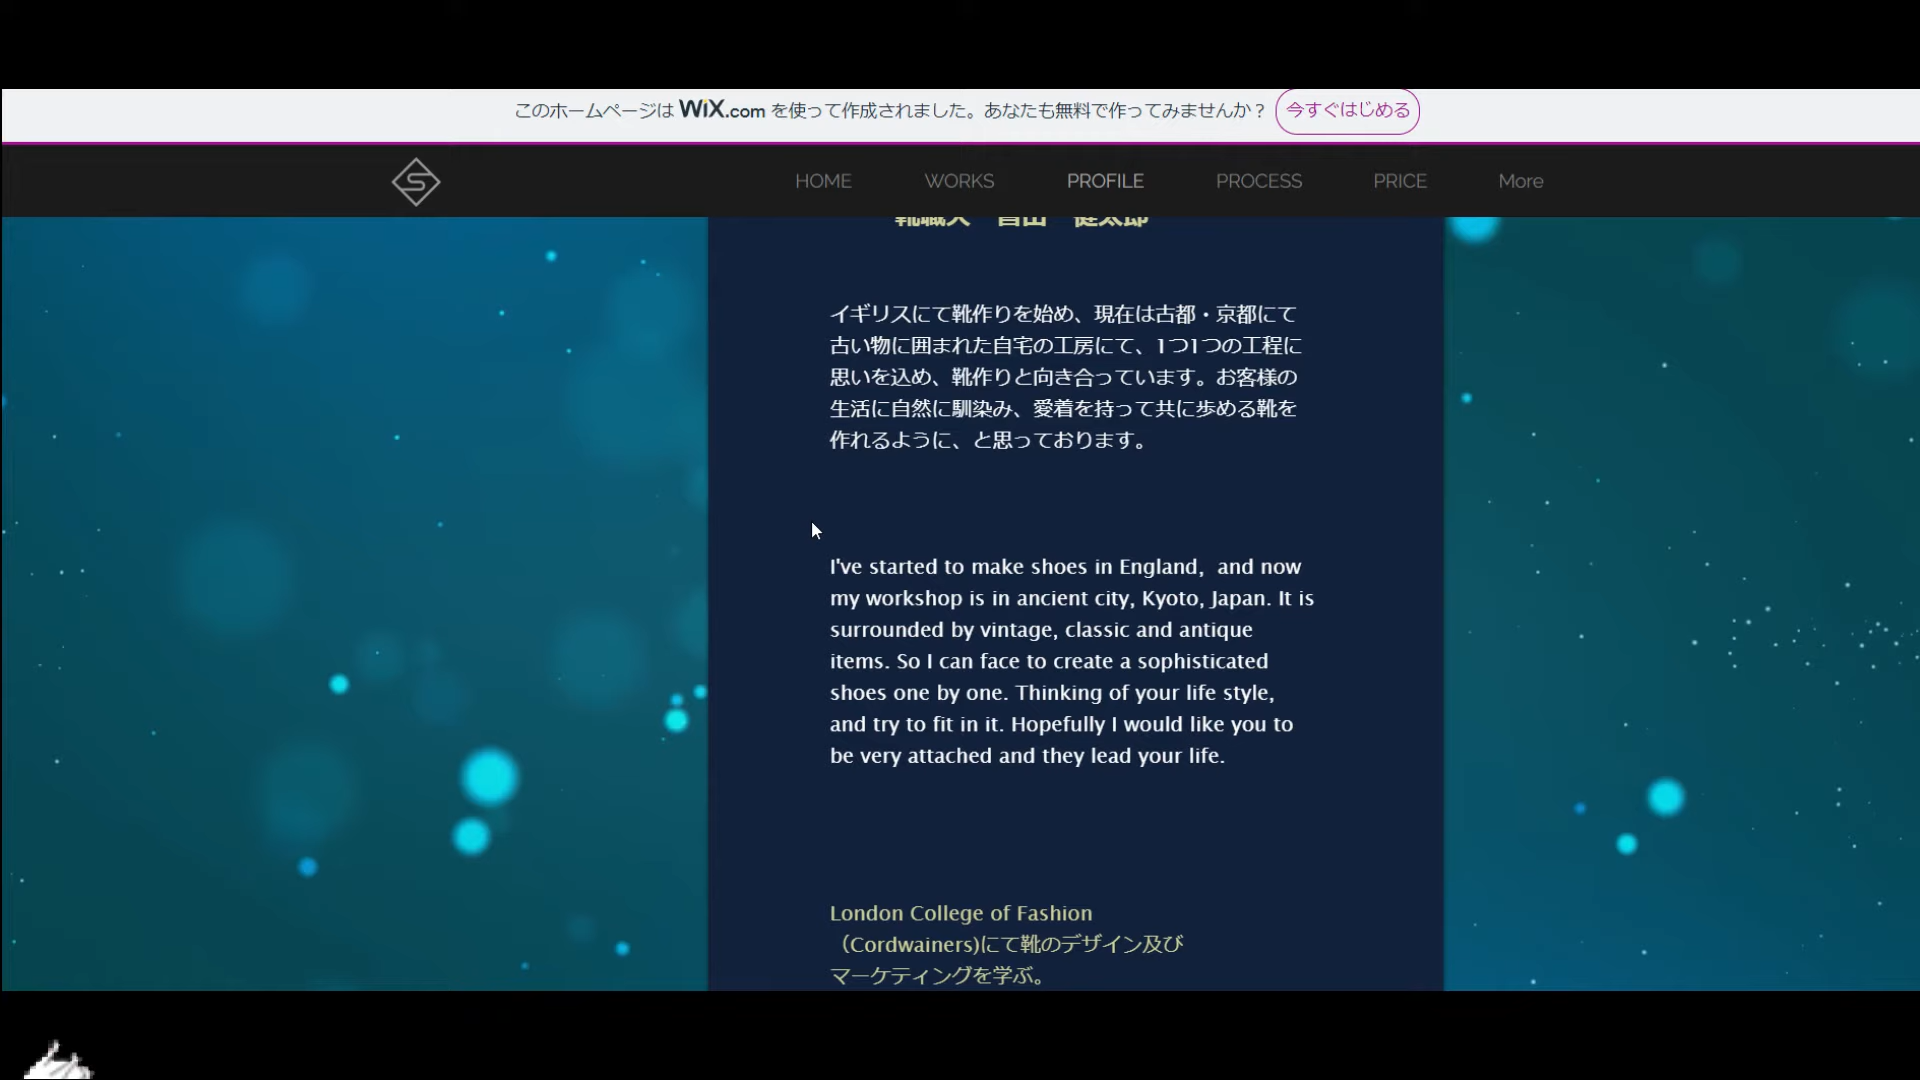 このホームページは WiX.com を使って作成されました。あなたも無料で作ってみませんか？ 今すぐはじめる
HOME WORKS PROFILE PROCESS PRICE More
イギリスにて靴作りを始め、現在は古都・京都にて
古い物に囲まれた自宅の工房にて、1つ1つの工程に
思いを込め、靴作りと向き合っています。お客様の
生活に自然に馴染み、愛着を持って共に歩める靴を
作れるように、と思っております。
I've started to make shoes in England,  and now
my workshop is in ancient city, Kyoto, Japan. It is
surrounded by vintage, classic and antique
items. So I can face to create a sophisticated
shoes one by one. Thinking of your life style,
and try to fit in it. Hopefully I would like you to
be very attached and they lead your life.
London College of Fashion
（Cordwainers)にて靴のデザイン及び
マーケティングを学ぶ。